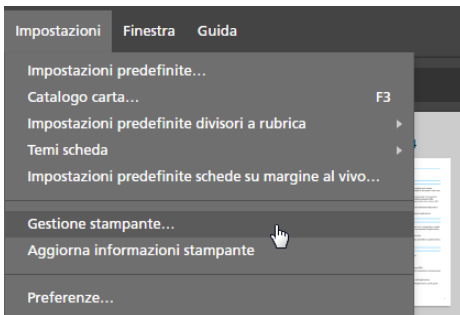 Impostazioni Finestra Guida
Impostazioni predefinite...
Catalogo carta... F3
Impostazioni predefinite divisori a rubrica
Temi scheda
Impostazioni predefinite schede su margine al vivo...
Gestione stampante...
Aggiorna informazioni stampante
Preferenze...